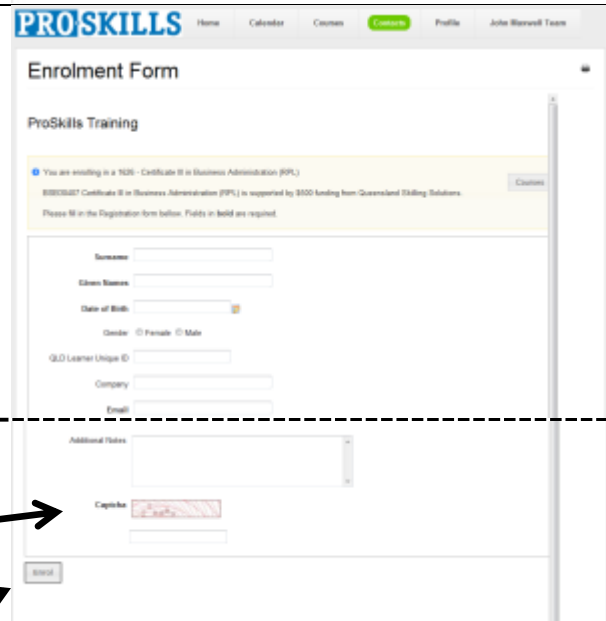 PROSKILLS
Home Calendar Courses Contacts Profile John Maxwell Team
Enrolment Form
ProSkills Training
You are enrolling in a 1626 - Certificate III in Business Administration (RPL)
Courses
Certificate III in Business Administration (RPL) is supported by $500 funding from Queensland Skilling Solutions.
Please fill in the Registration form bellow. Fields in bold are required.
Surname
Given Names
Date of Birth
Gender Female Male
QLD Learner Unique ID
Company
Email
Additional Notes
Captcha
Enrol